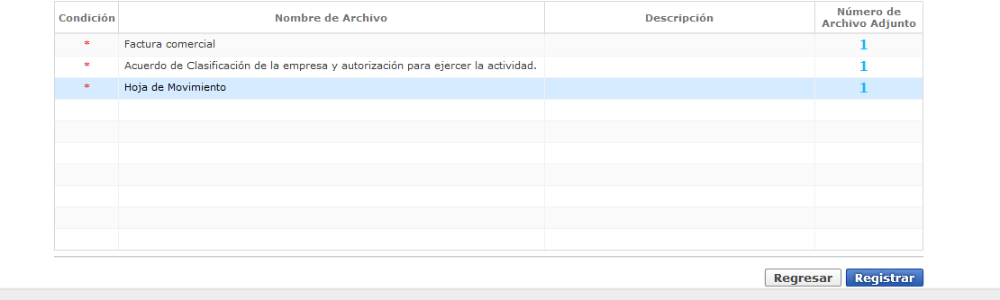 Condición Nombre de Archivo Descripción Número de
Archivo Adjunto
* Factura comercial 1
* Acuerdo de Clasificación de la empresa y autorización para ejercer la actividad. 1
* Hoja de Movimiento 1
Regresar Registrar